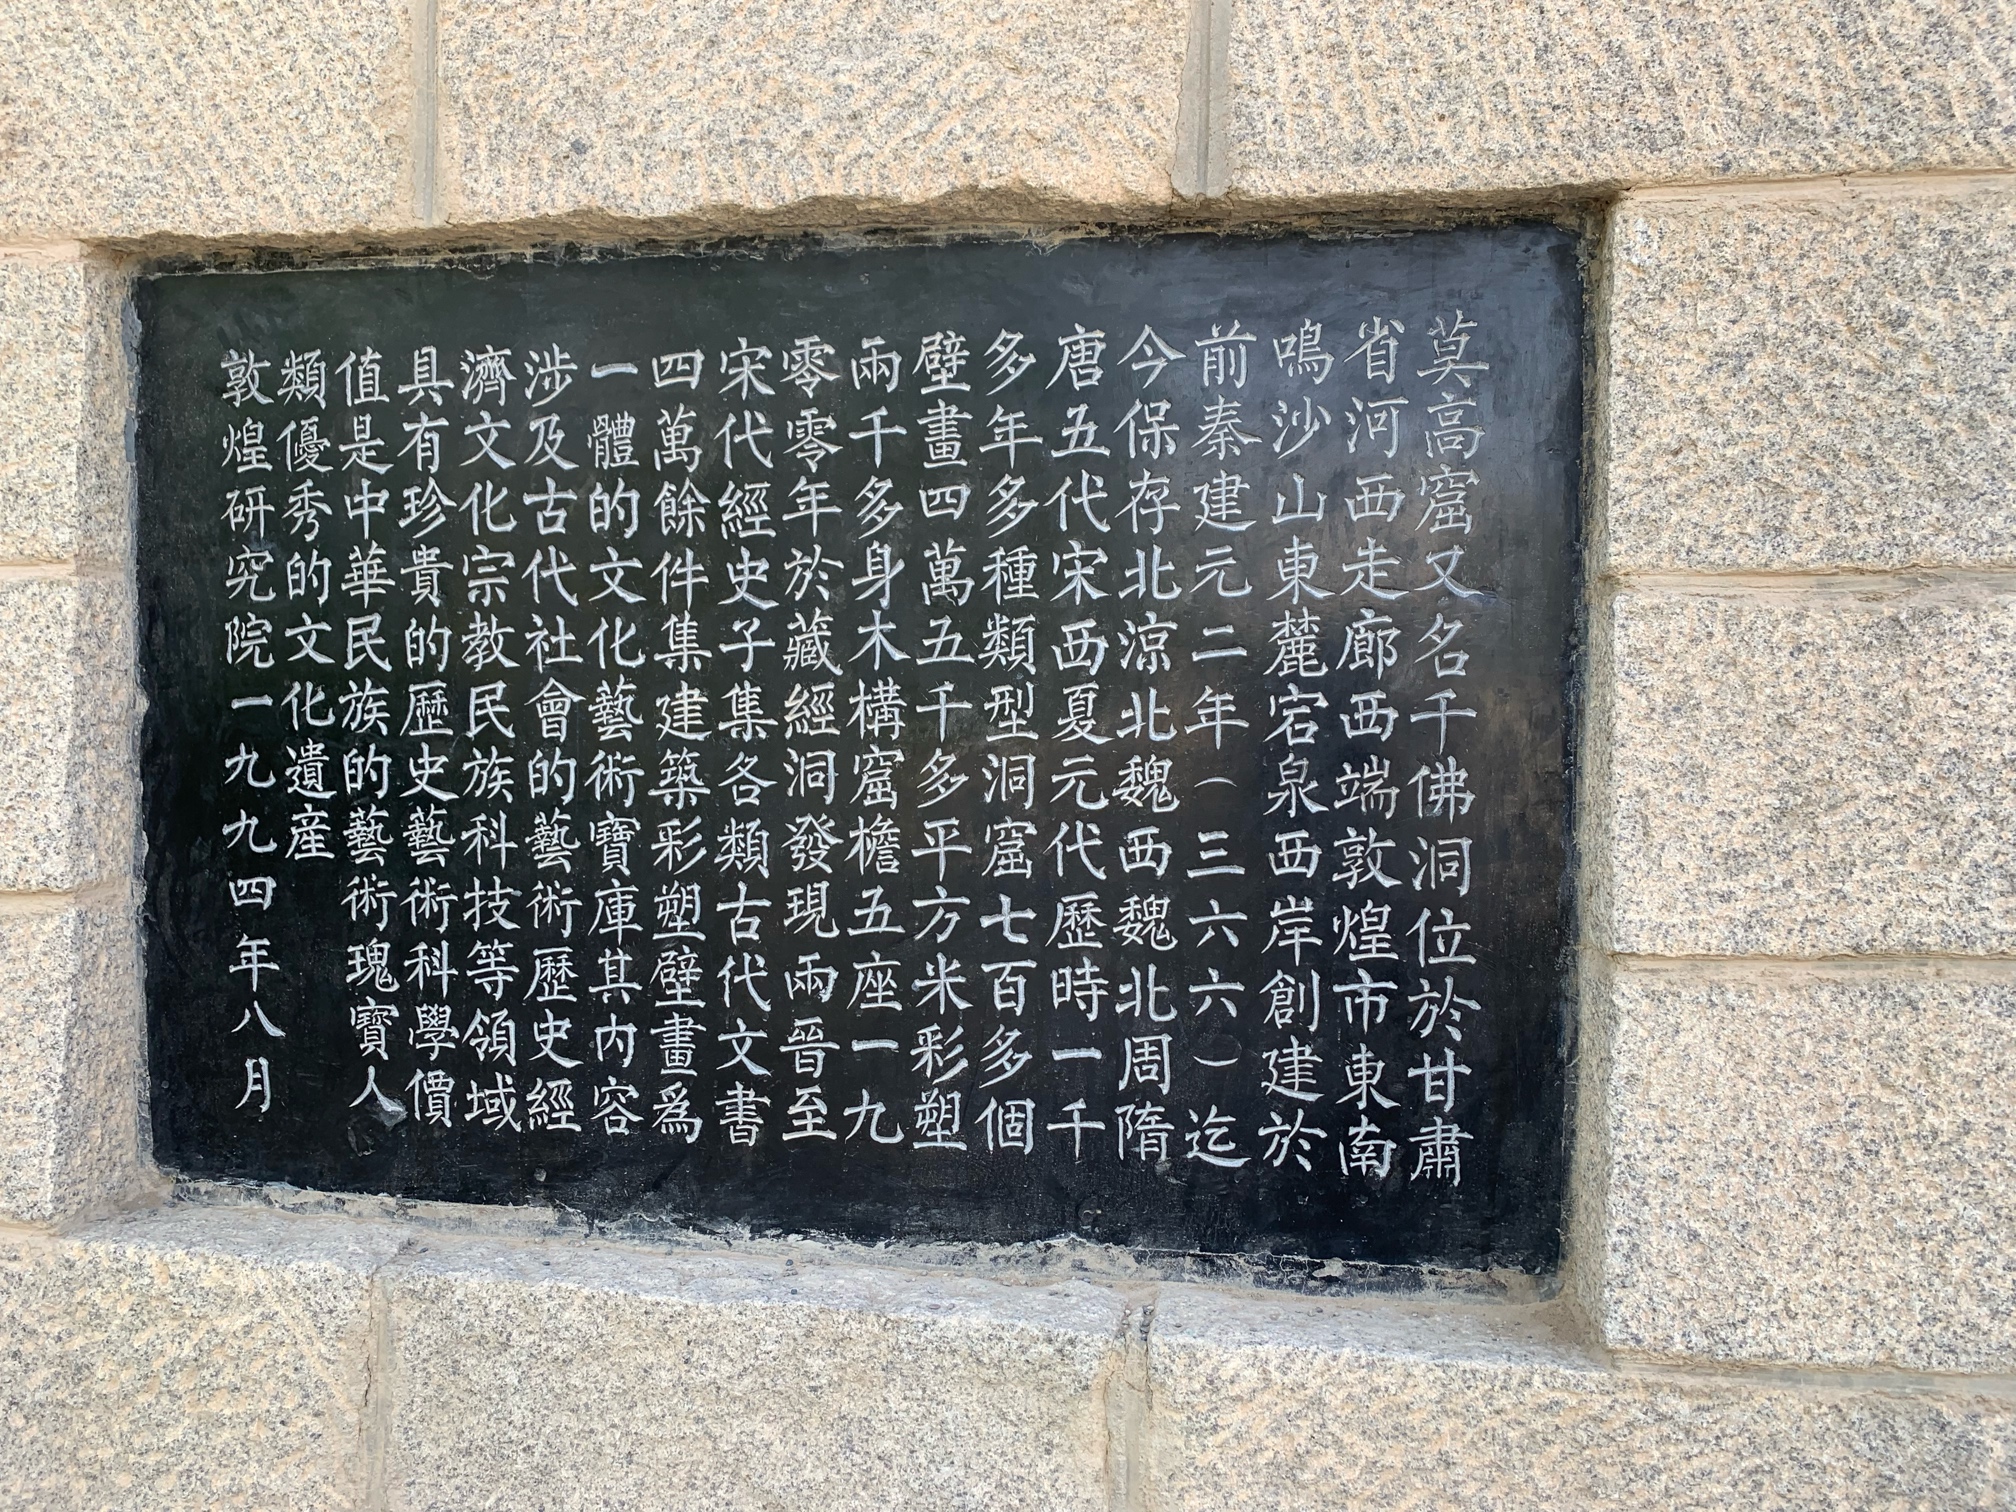 莫高窟又名千佛洞位於甘肅
省河西走廊西端敦煌市東南
鳴沙山東麓宕泉西岸創建於
前秦建元二年（三六六）迄
今保存北涼北魏西魏北周隋
唐五代宋西夏元代歷時一千
多年多種類型洞窟七百多個
壁畫四萬五千多平方米彩塑
兩千多身木構窟檐五座一九
零零年於藏經洞發現兩晉至
宋代經史子集各類古代文書
四萬餘件集建築彩塑壁畫爲
一體的文化藝術寶庫其内容
涉及古代社會的藝術歷史經
濟文化宗教民族科技等領域
具有珍貴的歷史藝術科學價
值是中華民族的藝術瑰寶人
類優秀的文化遺産
敦煌研究院一九九四年八月